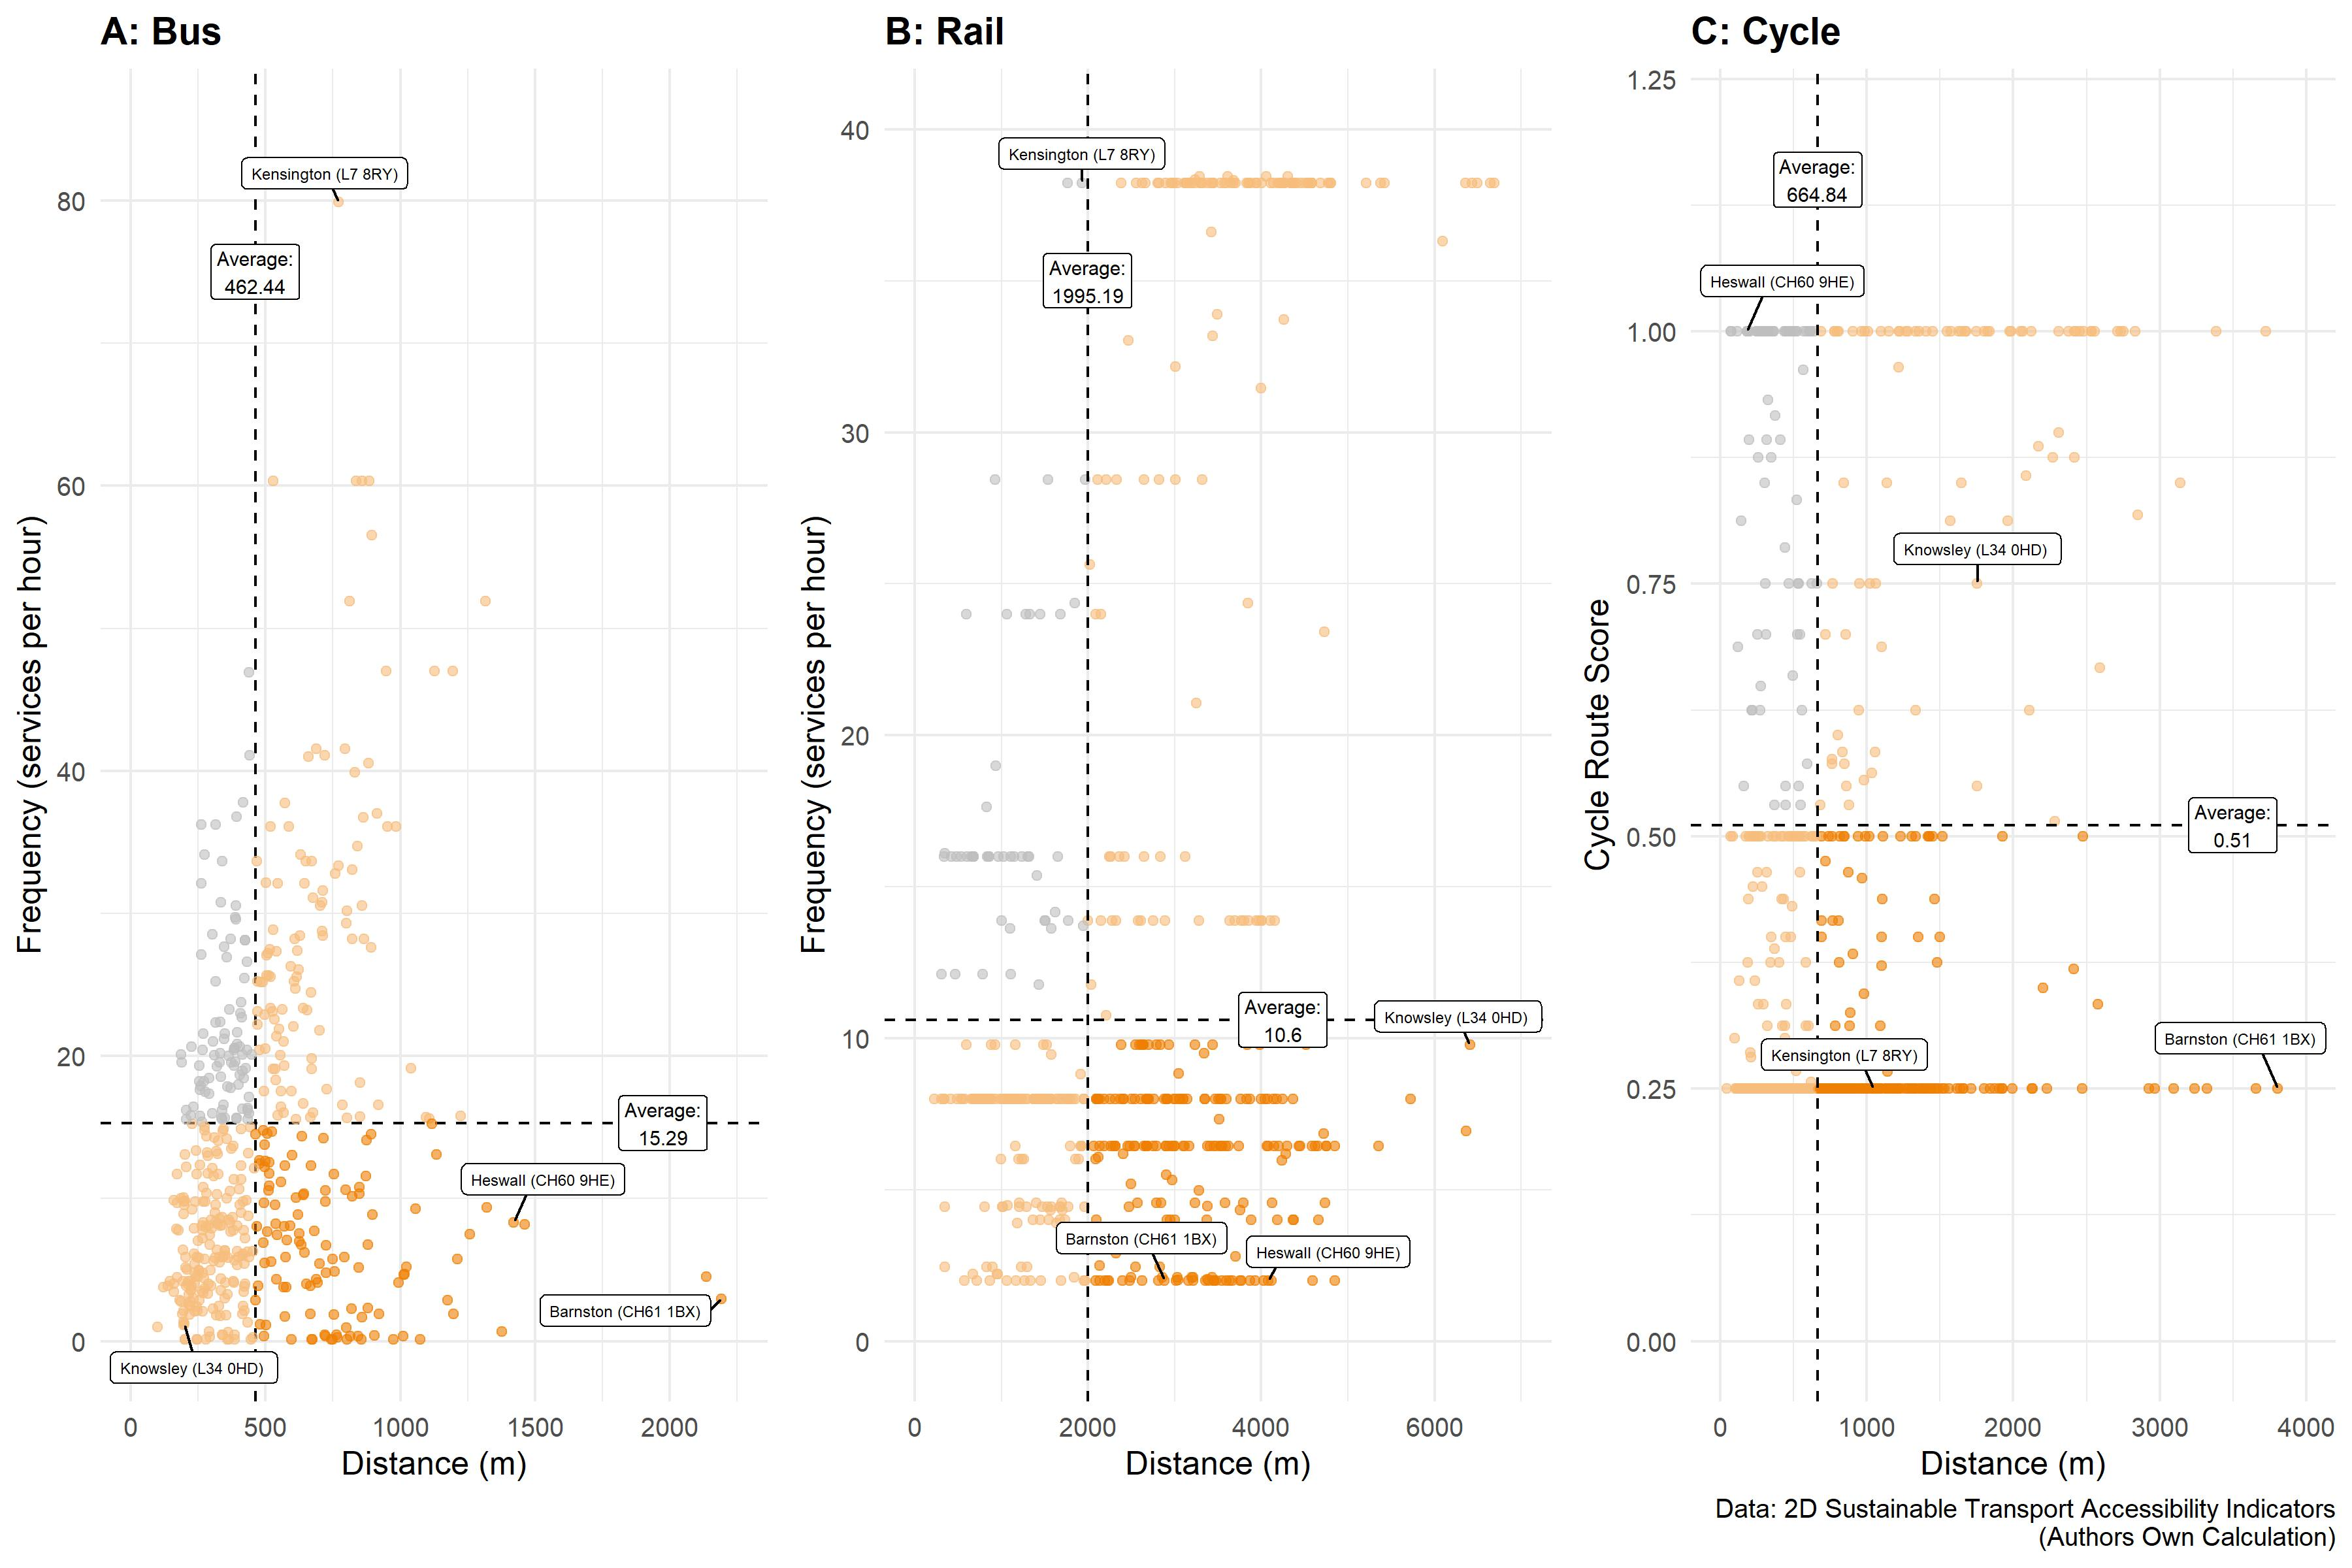 A: Bus
80
60
40
20
0
Frequency (services per hour)
Kensington (L7 8RY)
Average:
462.44
Average:
15.29
Heswall (CH60 9HE)
Barnston (CH61 1BX)
Knowsley (L34 0HD)
0
500
1000
1500
2000
Distance (m)
B: Rail
40
30
20
10
0
Frequency (services per hour)
Kensington (L7 8RY)
Average:
1995.19
Average:
10.6
Knowsley (L34 0HD)
Barnston (CH61 1BX)
Heswall (CH60 9HE)
0
2000
4000
6000
Distance (m)
C: Cycle
1.25
1.00
0.75
0.50
0.25
0.00
Cycle Route Score
Average:
664.84
Heswall (CH60 9HE)
Knowsley (L34 0HD)
Average:
0.51
Kensington (L7 8RY)
Barnston (CH61 1BX)
0
1000
2000
3000
4000
Distance (m)
Data: 2D Sustainable Transport Accessibility Indicators
(Authors Own Calculation)